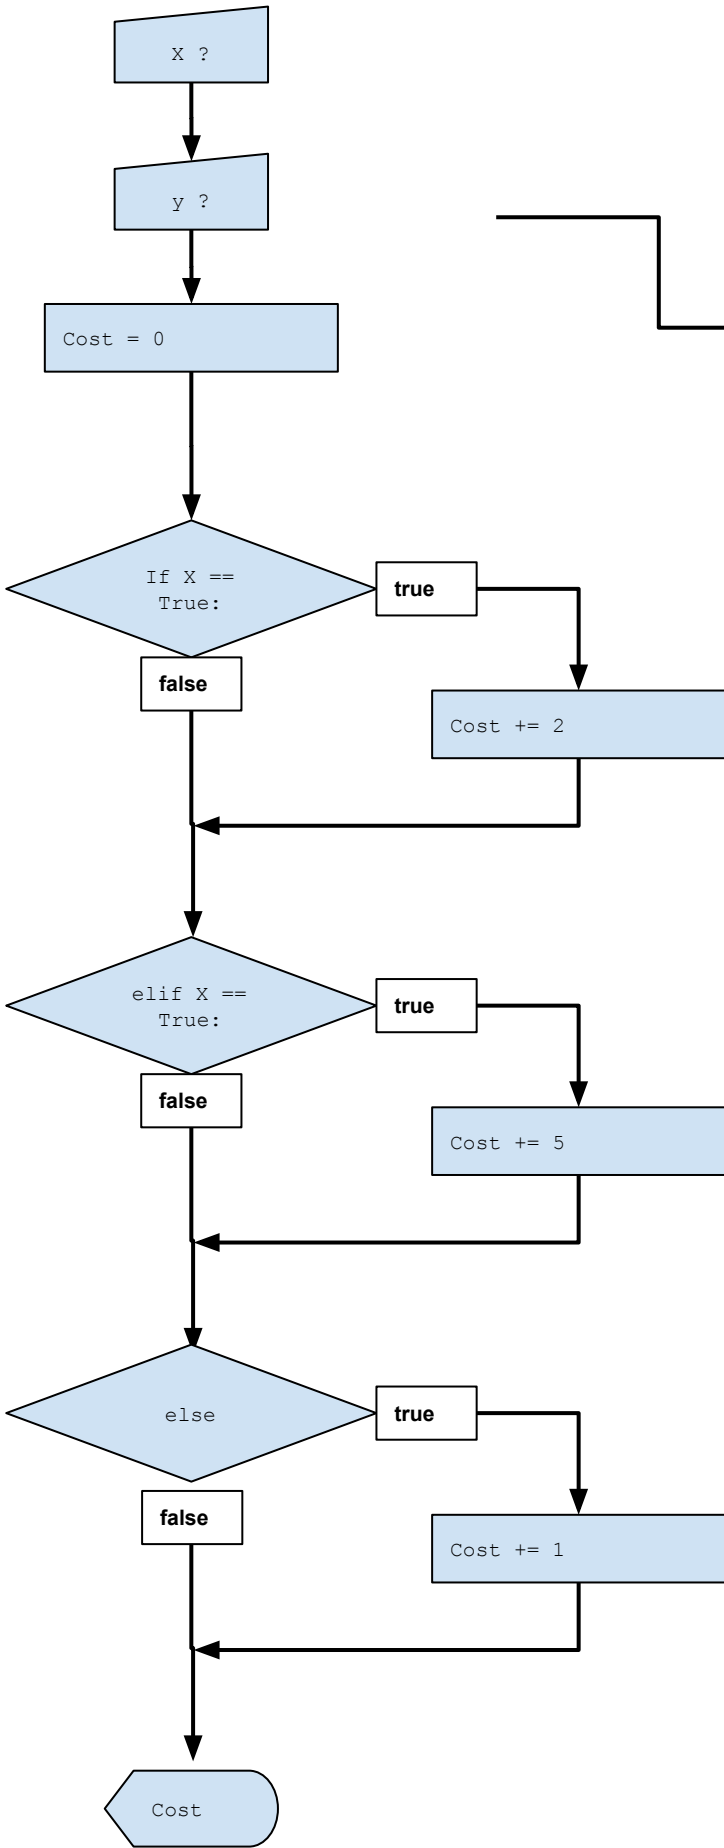 X ?
y ?
Cost = 0
If X ==
True:
true
false
Cost += 2
elif X ==
True:
true
false
Cost += 5
else
true
false
Cost += 1
Cost